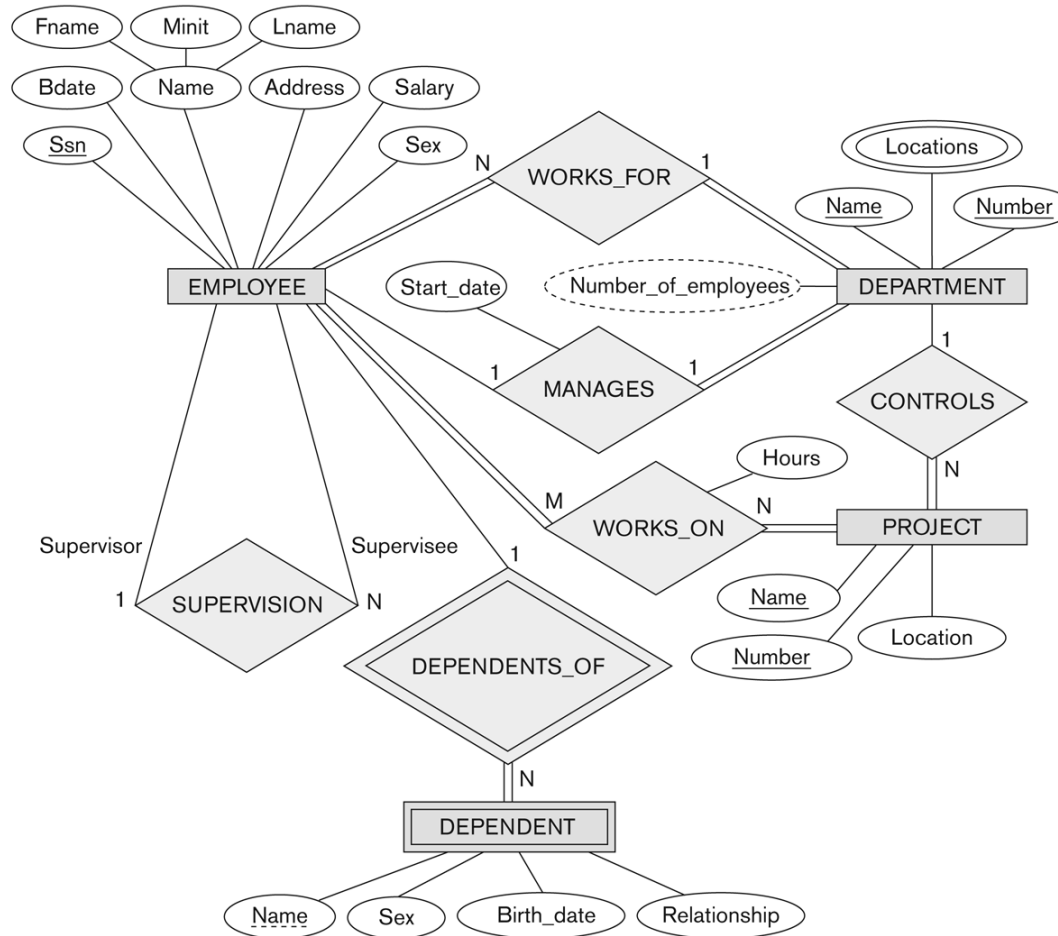 Fname
Minit
Lname
Bdate
Name
Address
Salary
Ssn
Sex
N
WORKS_FOR
1
Locations
Name
Number
EMPLOYEE
Start_date
Number_of_employees
DEPARTMENT
1
MANAGES
1
1
CONTROLS
N
Hours
M
WORKS_ON
N
PROJECT
Supervisor
Supervisee
1
1
SUPERVISION
N
Name
Number
Location
DEPENDENTS_OF
N
DEPENDENT
Name
Sex
Birth_date
Relationship